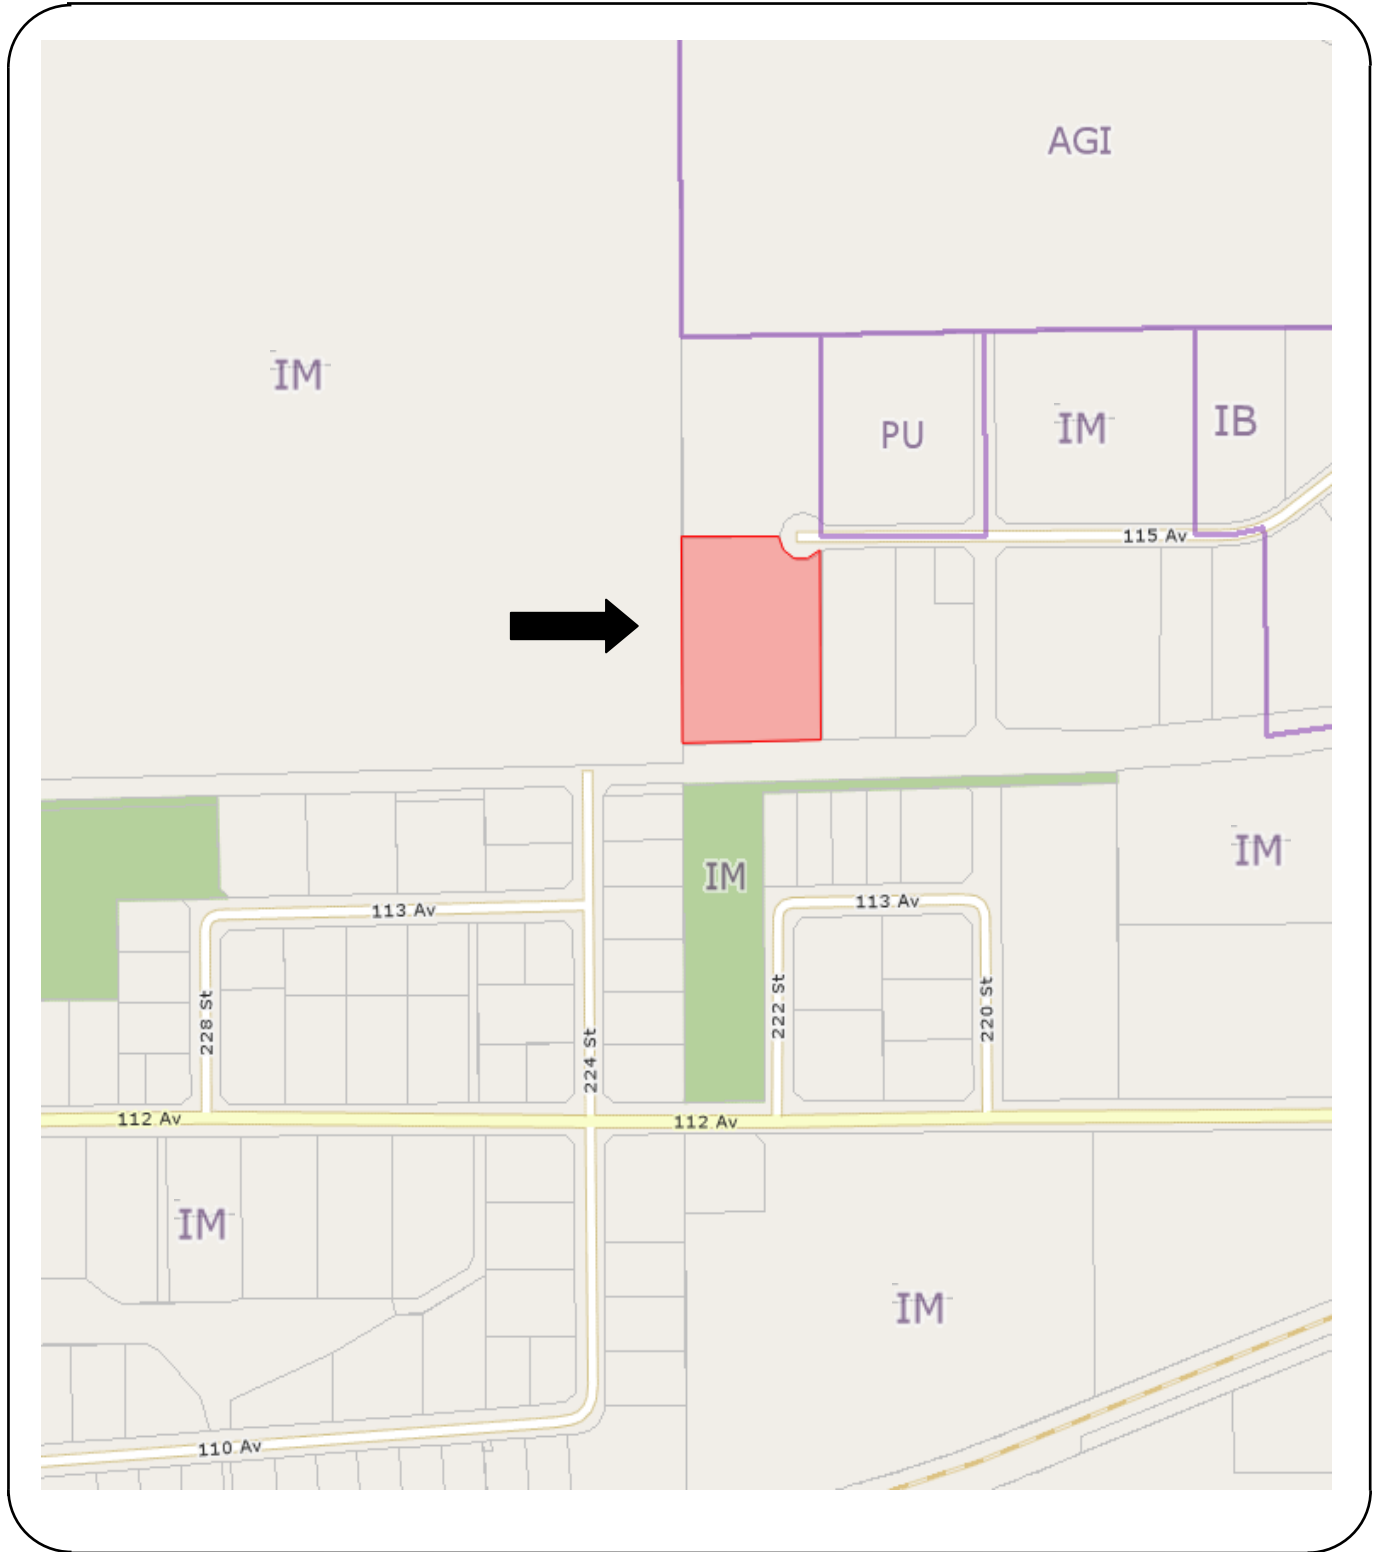 AGI
IM
PU
IM
IB
115 Av
IM
IM
113 Av
113 Av
228 St
224 St
222 St
220 St
112 Av
112 Av
IM
IM
110 Av